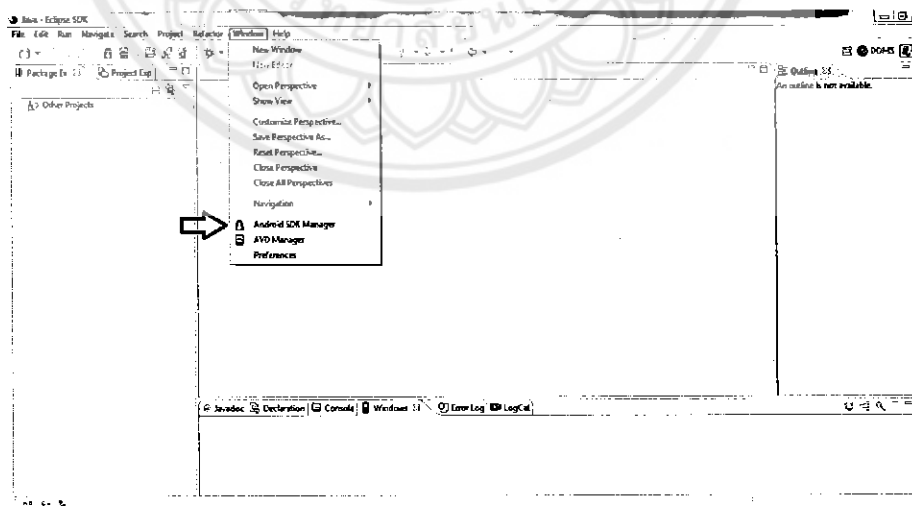 Java - Eclipse SDK
File Edit Run Navigate Search Project Refactor Window Help
New Window
New Editor
Open Perspective
Show View
Customize Perspective...
Save Perspective As...
Reset Perspective...
Close Perspective
Close All Perspectives
Navigation
Android SDK Manager
AVD Manager
Preferences
DDMS
Package Ex
Project Exp
Other Projects
Outline
An outline is not available.
Javadoc Declaration Console Windows Error Log LogCat